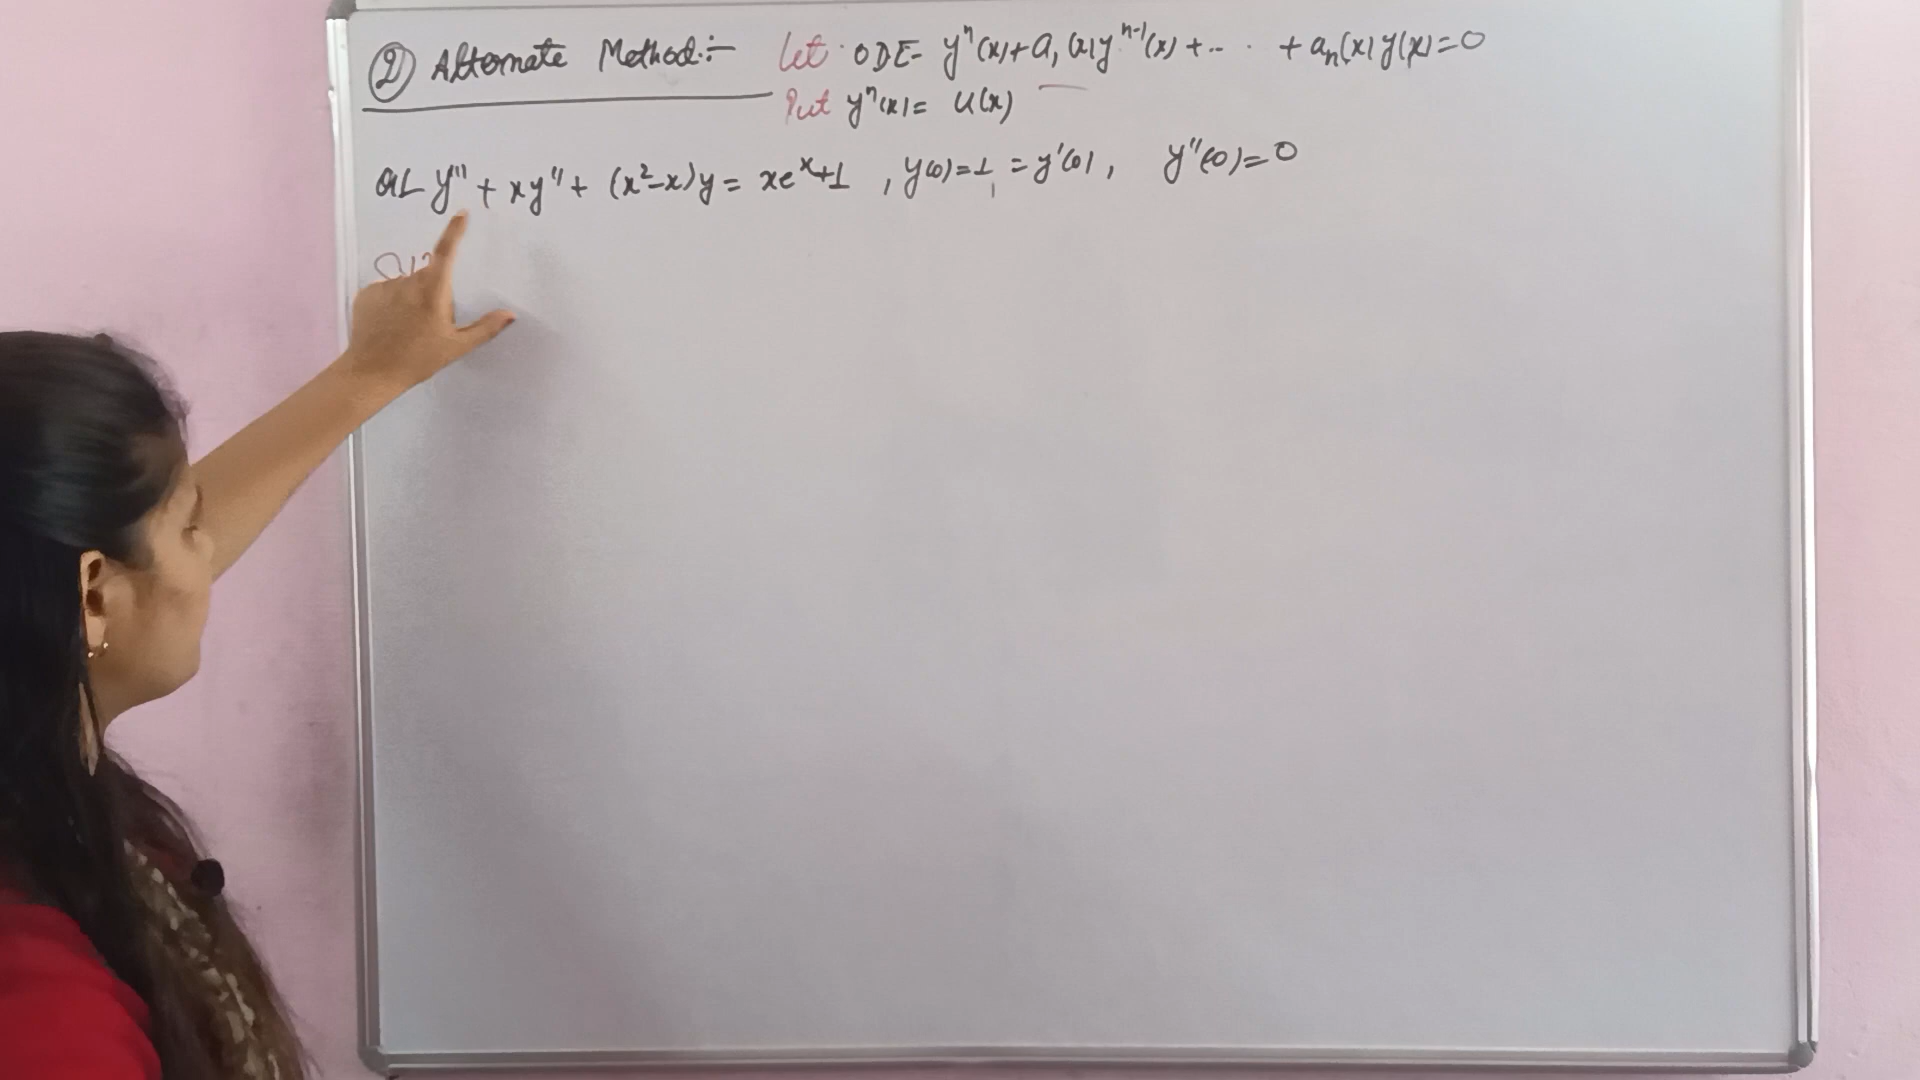 ② Alternate Method:- Let ODE- yⁿ(x)+a₁(x)yⁿ⁻¹(x)+.. . +aₙ(x)y(x)=0
Put yⁿ(x)= u(x)
Q1 y'''+ xy''+ (x²-x)y= xeˣ+1 , y(0)=1, =y'(0), y''(0)=0